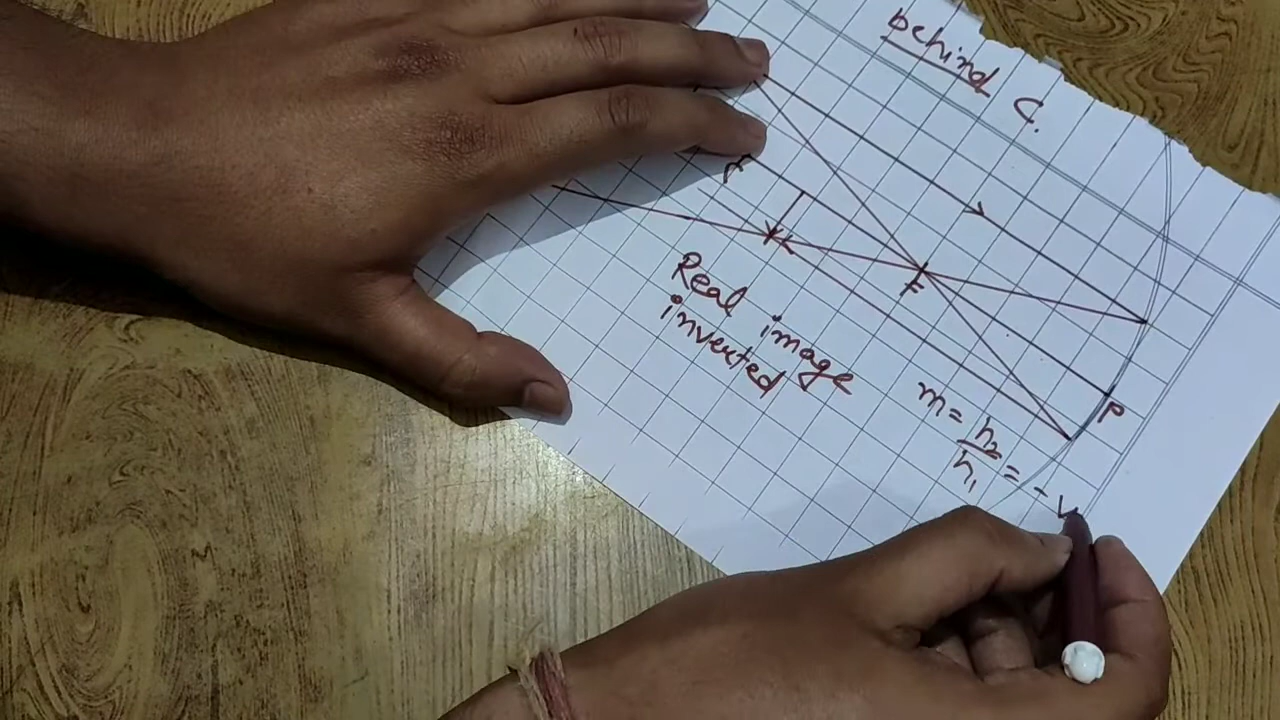 behind C.
F
P
Real image
inverted
m = h₂/h₁ = - v